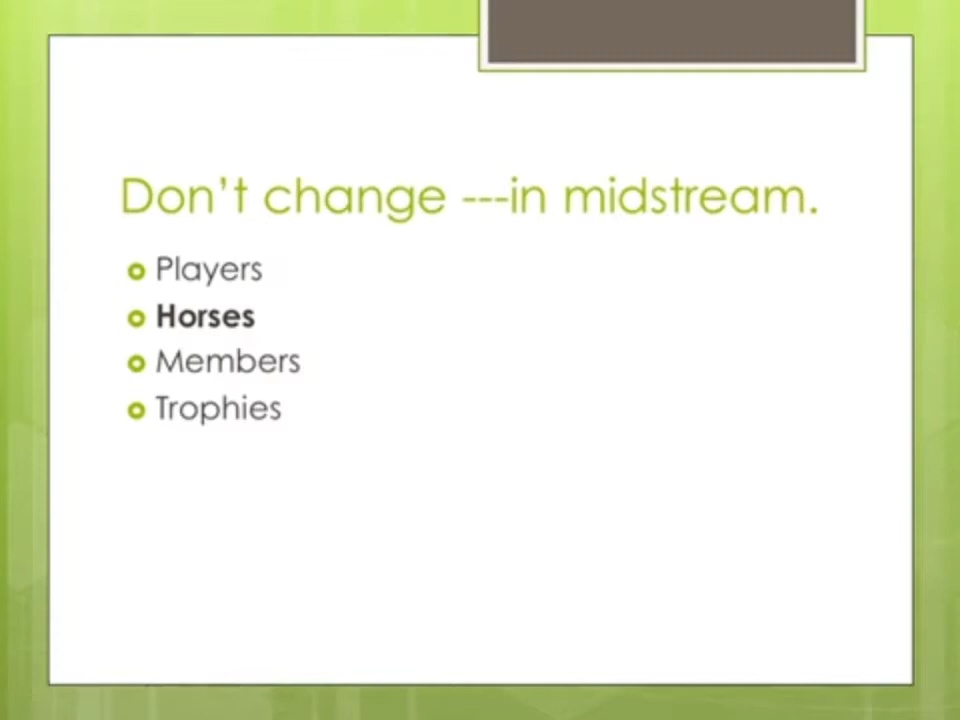 Don't change ---in midstream.
Players
Horses
Members
Trophies